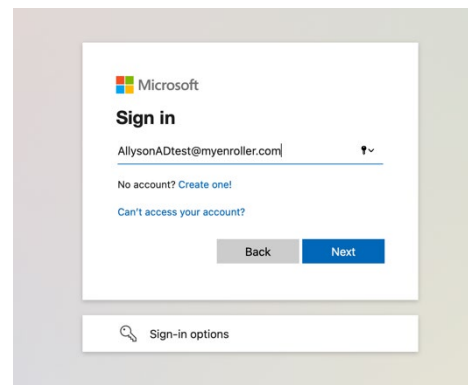 Microsoft
Sign in
AllysonADtest@myenroller.com
No account? Create one!
Can't access your account?
Back Next
Sign-in options